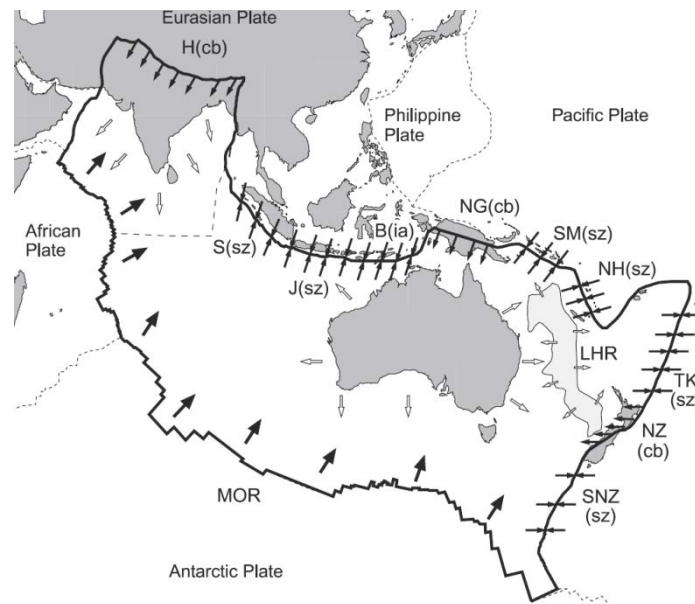 Eurasian Plate
H(cb)
Philippine
Plate
Pacific Plate
NG(cb)
African
Plate
B(ia)
SM(sz)
S(sz)
NH(sz)
J(sz)
LHR
TK
(sz
NZ
(cb)
MOR
SNZ
(sz)
Antarctic Plate